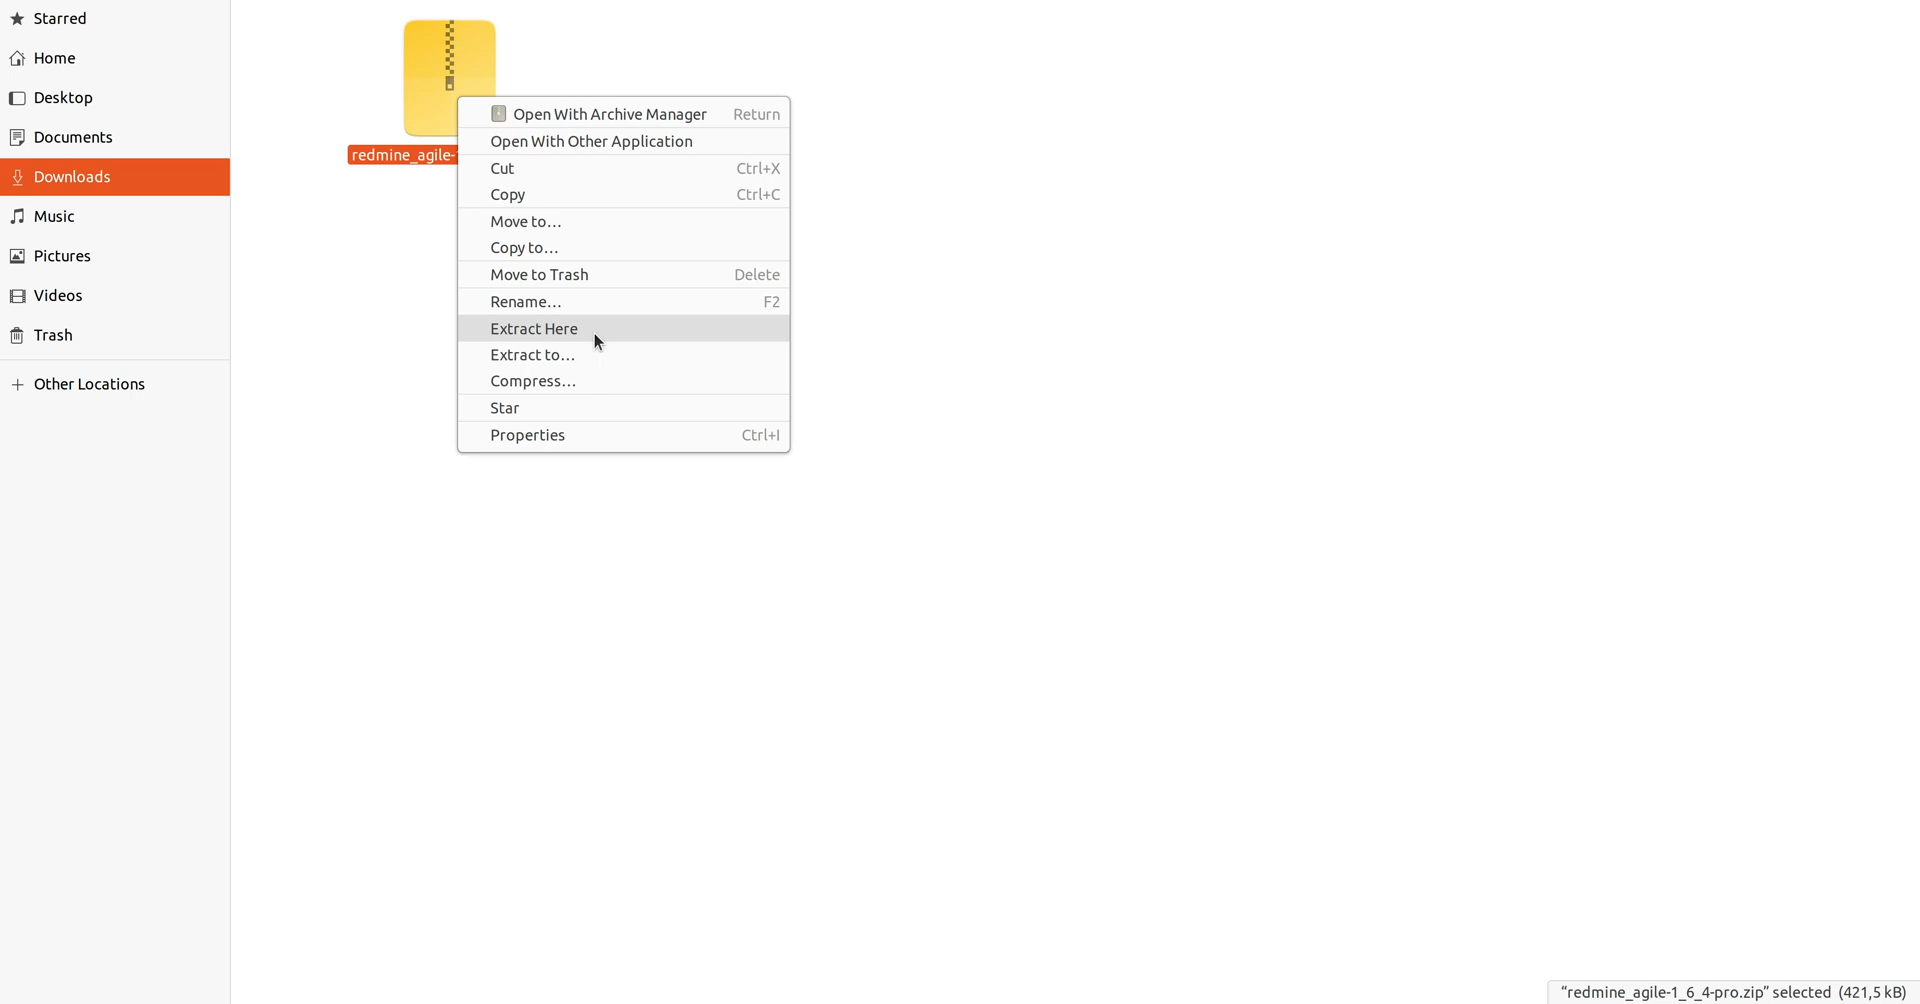 Starred
Home
Desktop
Documents
Downloads
Music
Pictures
Videos
Trash
Other Locations
redmine_agile-
Open With Archive Manager Return
Open With Other Application
Cut Ctrl+X
Copy Ctrl+C
Move to…
Copy to…
Move to Trash Delete
Rename… F2
Extract Here
Extract to…
Compress…
Star
Properties Ctrl+I
“redmine_agile-1_6_4-pro.zip” selected (421,5 kB)